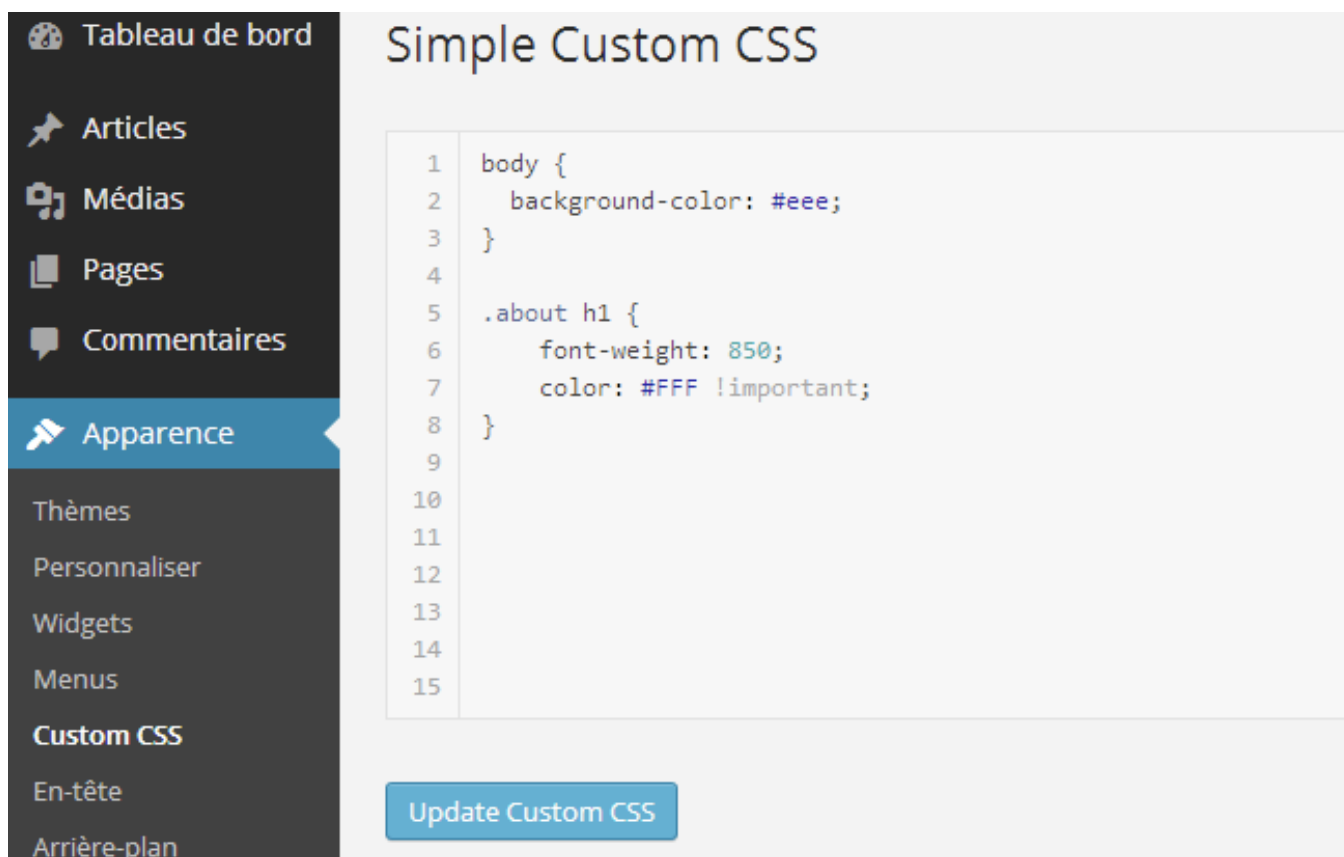 Tableau de bord
Articles
Médias
Pages
Commentaires
Apparence
Thèmes
Personnaliser
Widgets
Menus
Custom CSS
En-tête
Arrière-plan
Simple Custom CSS
1 body {
2   background-color: #eee;
3 }
4
5 .about h1 {
6     font-weight: 850;
7     color: #FFF !important;
8 }
9
10
11
12
13
14
15
Update Custom CSS